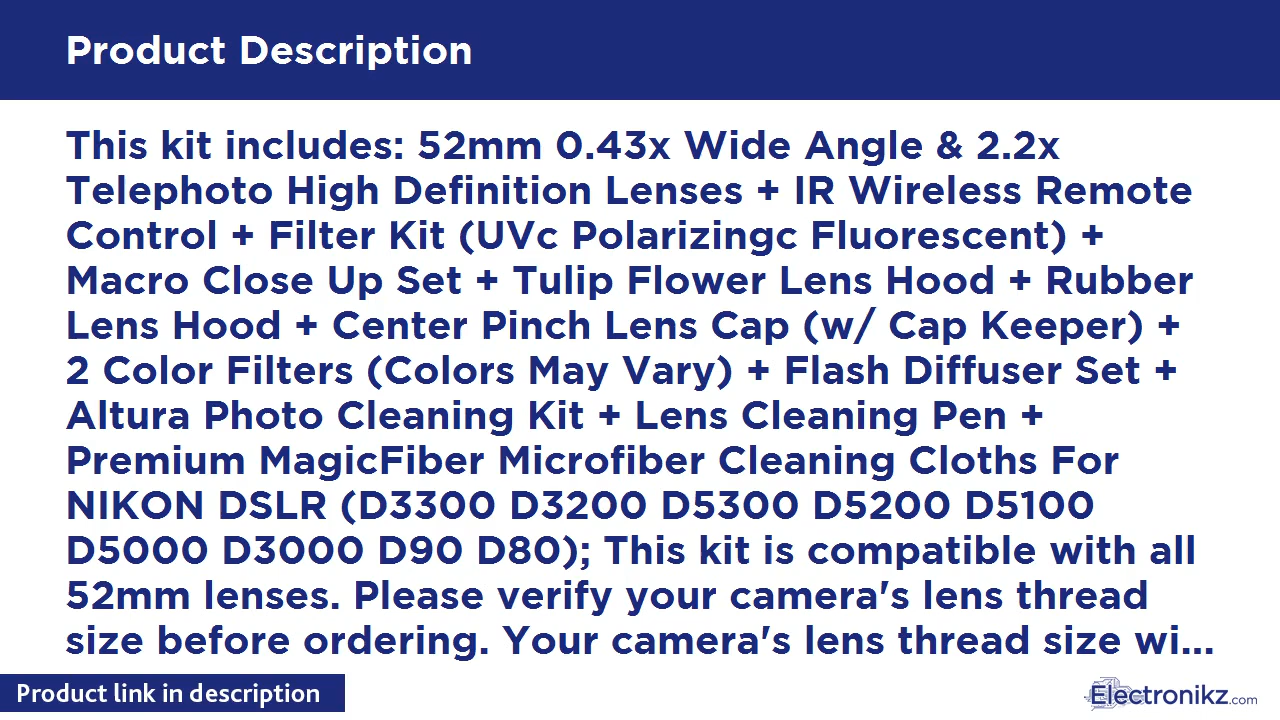 Product Description
This kit includes: 52mm 0.43x Wide Angle & 2.2x
Telephoto High Definition Lenses + IR Wireless Remote
Control + Filter Kit (UVc Polarizingc Fluorescent) +
Macro Close Up Set + Tulip Flower Lens Hood + Rubber
Lens Hood + Center Pinch Lens Cap (w/ Cap Keeper) +
2 Color Filters (Colors May Vary) + Flash Diffuser Set +
Altura Photo Cleaning Kit + Lens Cleaning Pen +
Premium MagicFiber Microfiber Cleaning Cloths For
NIKON DSLR (D3300 D3200 D5300 D5200 D5100
D5000 D3000 D90 D80); This kit is compatible with all
52mm lenses. Please verify your camera's lens thread
size before ordering. Your camera's lens thread size wi...
Product link in description
Electronikz.com